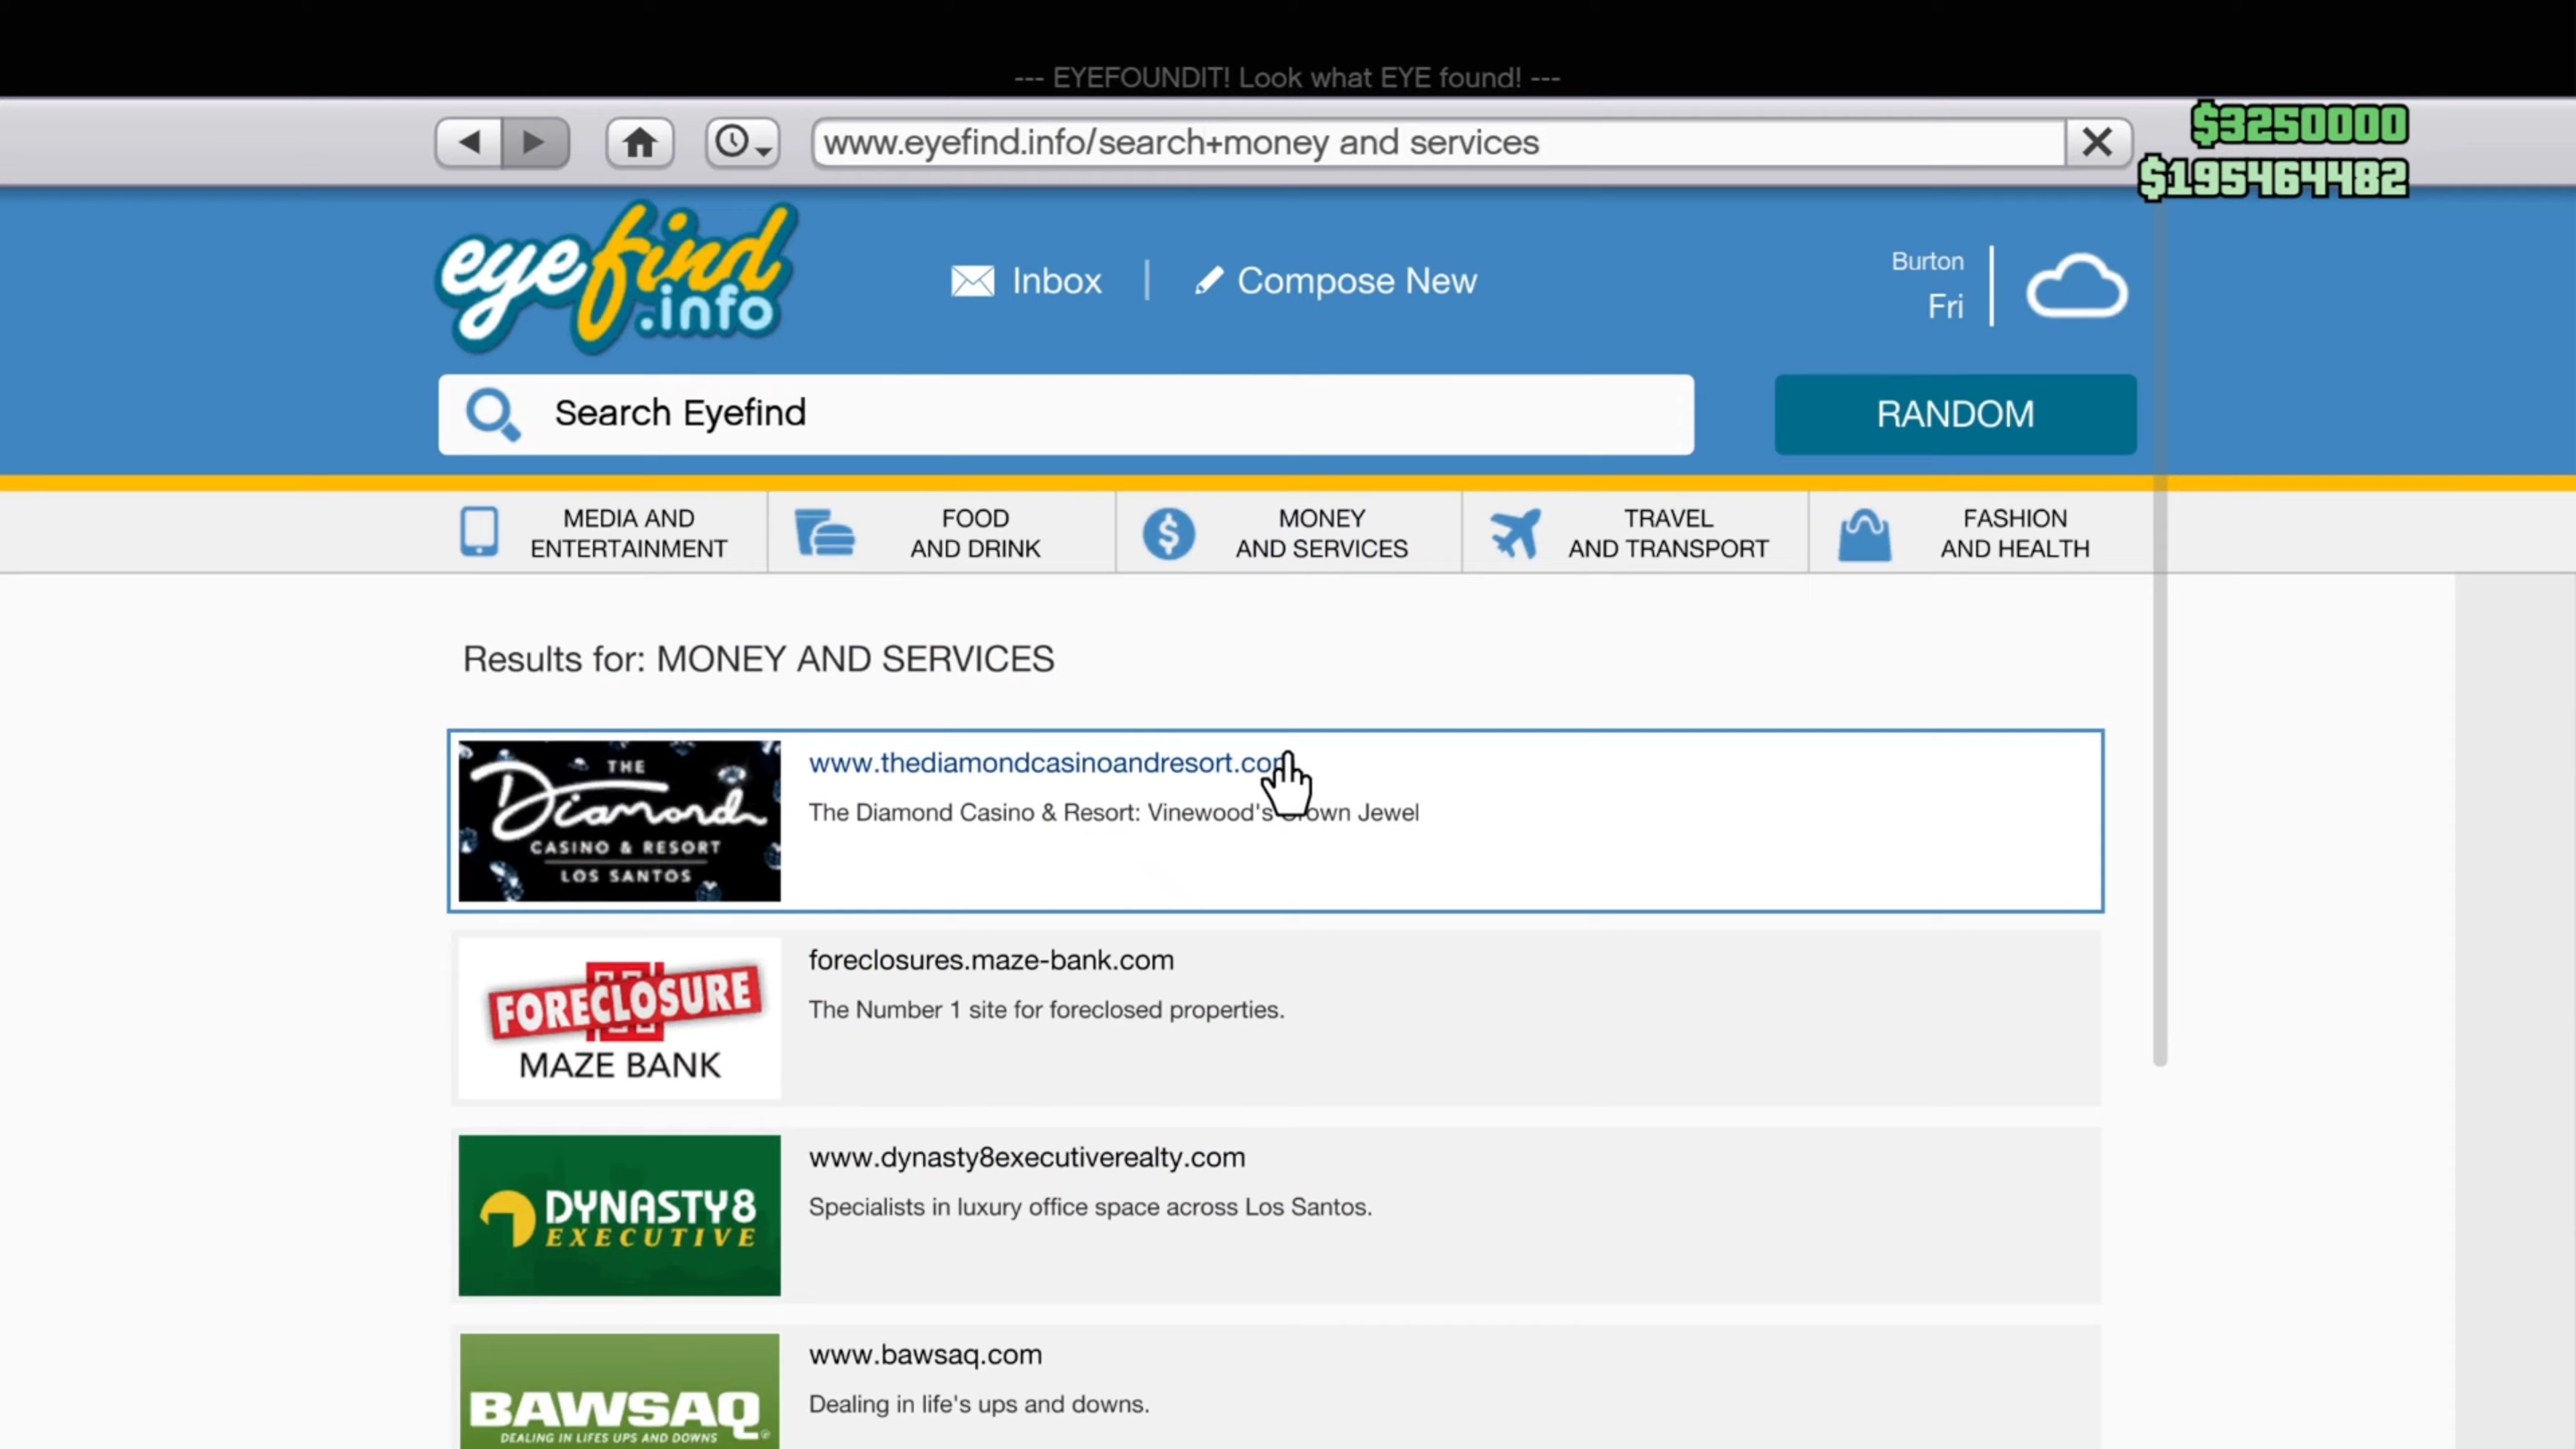 --- EYEFOUNDIT! Look what EYE found! ---
www.eyefind.info/search+money and services
$3250000
$195464482
eyefind
.info
Inbox
Compose New
Burton
Fri
Search Eyefind
RANDOM
MEDIA AND
ENTERTAINMENT
FOOD
AND DRINK
MONEY
AND SERVICES
TRAVEL
AND TRANSPORT
FASHION
AND HEALTH
Results for: MONEY AND SERVICES
THE
Diamond
CASINO & RESORT
LOS SANTOS
www.thediamondcasinoandresort.com
The Diamond Casino & Resort: Vinewood's Crown Jewel
FORECLOSURE
MAZE BANK
foreclosures.maze-bank.com
The Number 1 site for foreclosed properties.
DYNASTY8
EXECUTIVE
www.dynasty8executiverealty.com
Specialists in luxury office space across Los Santos.
BAWSAQ
DEALING IN LIFES UPS AND DOWNS
www.bawsaq.com
Dealing in life's ups and downs.